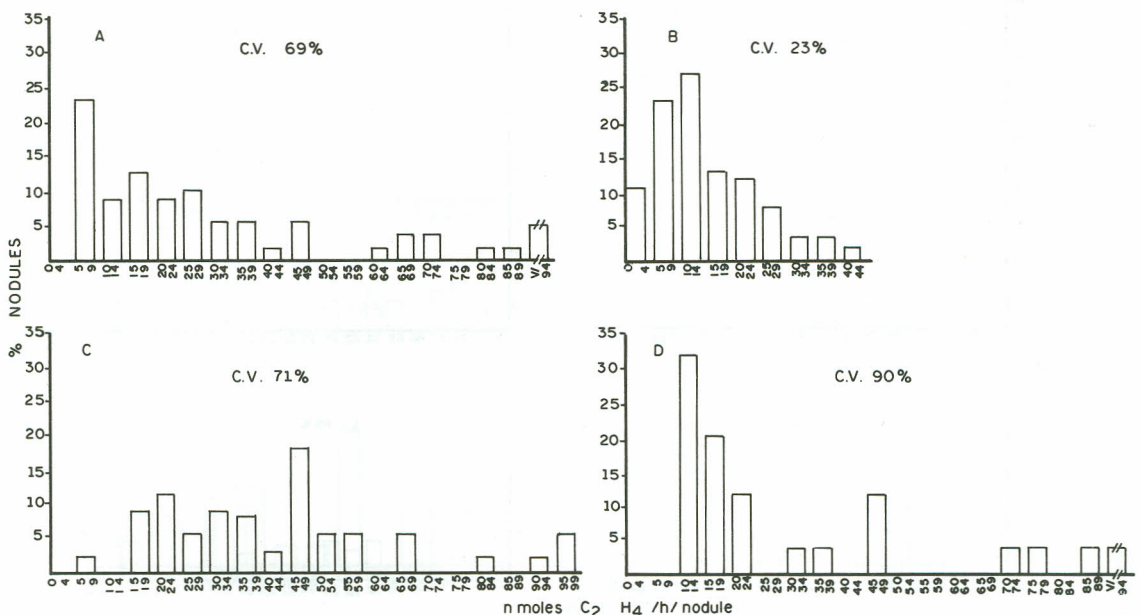 A
C.V. 69%
35
30
25
20
15
10
5
0 5 10 15 20 25 30 35 40 45 50 55 60 65 70 75 80 85 V/
4 9 14 19 24 29 34 39 44 49 54 59 64 69 74 79 84 89 94
B
C.V. 23%
35
30
25
20
15
10
5
0 5 10 15 20 25 30 35 40
4 9 14 19 24 29 34 39 44
% NODULES
C
C.V. 71%
35
30
25
20
15
10
5
0 5 10 15 20 25 30 35 40 45 50 55 60 65 70 75 80 85 90 95
4 9 14 19 24 29 34 39 44 49 54 59 64 69 74 79 84 89 94 99
D
C.V. 90%
35
30
25
20
15
10
5
0 5 10 15 20 25 30 35 40 45 50 55 60 65 70 75 80 85 V/
4 9 14 19 24 29 34 39 44 49 54 59 64 69 74 79 84 89 94
n moles C2 H4 /h/ nodule